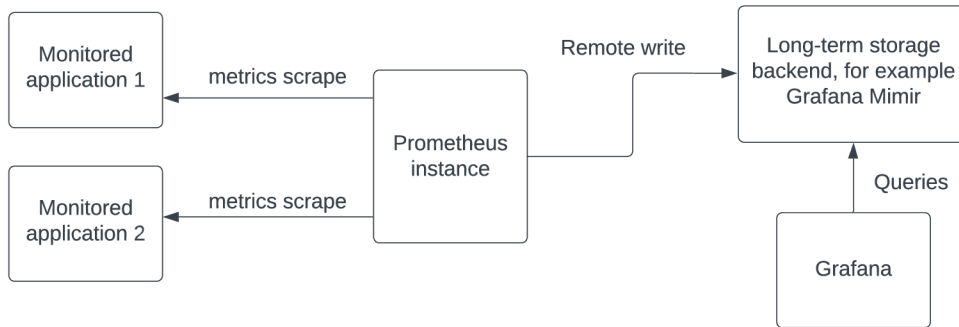 Monitored
application 1
metrics scrape
Prometheus
instance
Remote write
Long-term storage
backend, for example
Grafana Mimir
Monitored
application 2
metrics scrape
Queries
Grafana